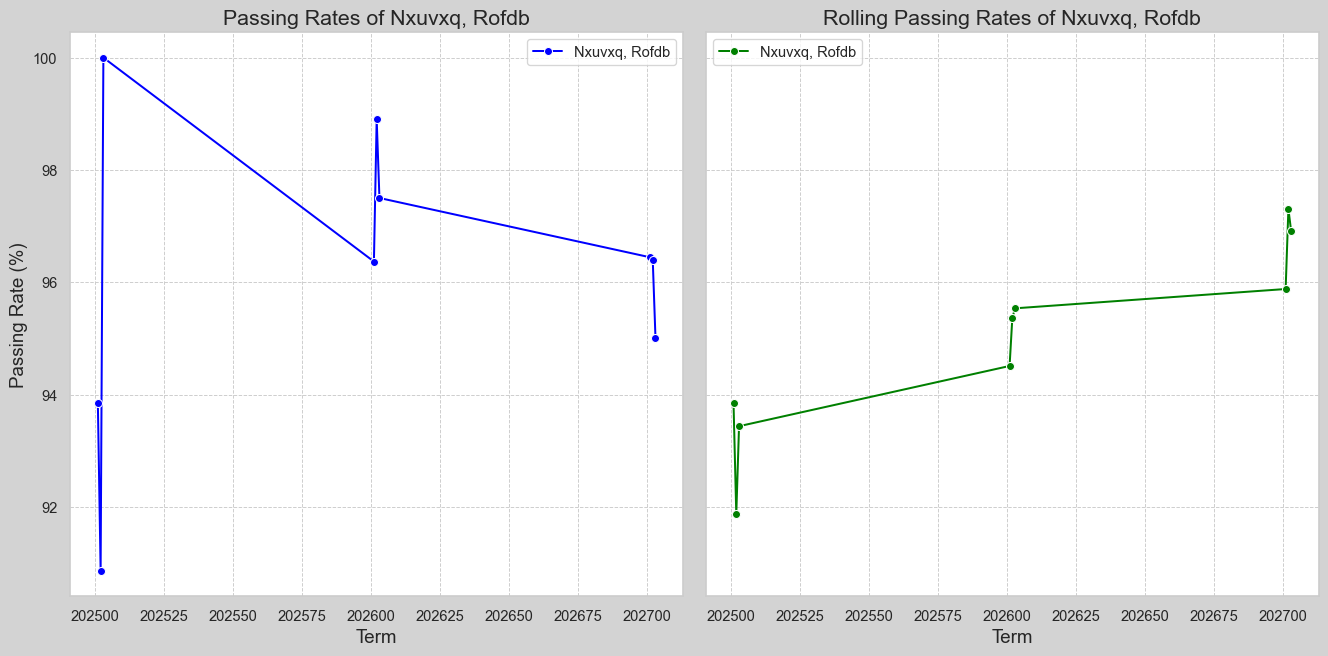 Passing Rates of Nxuvxq, Rofdb
Nxuvxq, Rofdb
Passing Rate (%)
100
98
96
94
92
202500 202525 202550 202575 202600 202625 202650 202675 202700
Term
Rolling Passing Rates of Nxuvxq, Rofdb
Nxuvxq, Rofdb
202500 202525 202550 202575 202600 202625 202650 202675 202700
Term